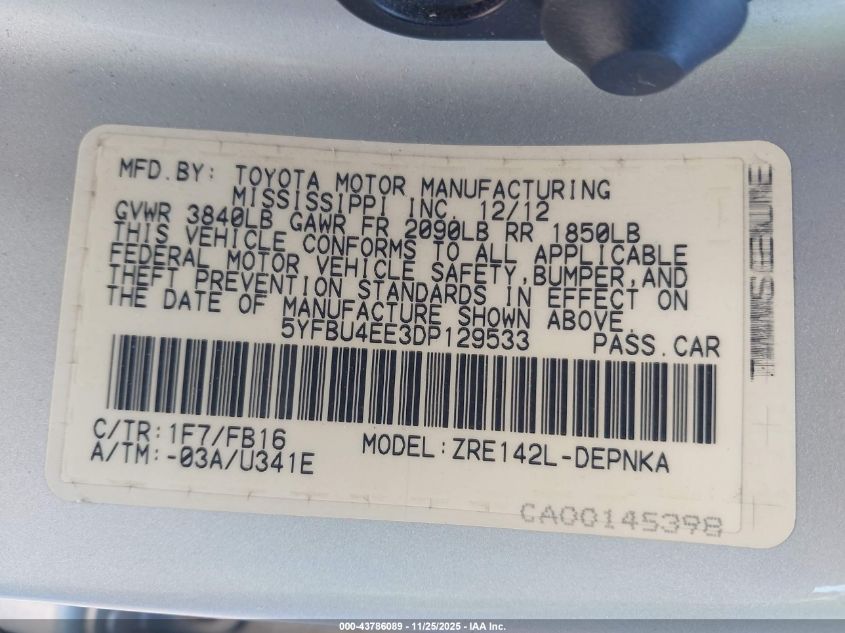 MFD.BY: TOYOTA MOTOR MANUFACTURING
MISSISSIPPI INC. 12/12
GVWR 3840LB GAWR FR 2090LB RR 1850LB
THIS VEHICLE CONFORMS TO ALL APPLICABLE
FEDERAL MOTOR VEHICLE SAFETY,BUMPER,AND
THEFT PREVENTION STANDARDS IN EFFECT ON
THE DATE OF MANUFACTURE SHOWN ABOVE.
5YFBU4EE3DP129533 PASS.CAR
C/TR:1F7/FB16
A/TM:-03A/U341E
MODEL:ZRE142L-DEPNKA
CA00145398
000-43786089 - 11/25/2025 - IAA Inc.